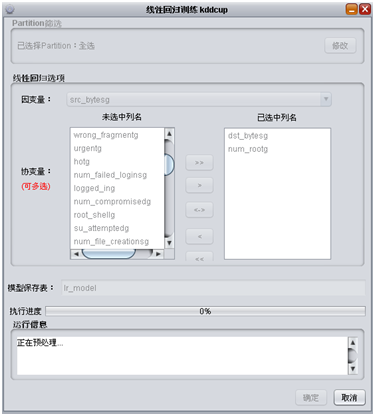 线性回归训练 kddcup
Partition筛选
已选择Partition：全选
修改
线性回归选项
因变量：
src_bytesg
未选中列名
已选中列名
协变量：
(可多选)
wrong_fragmentg
urgentg
hotg
num_failed_loginsg
logged_ing
num_compromisedg
root_shellg
su_attemptedg
num_file_creationsg
>>
>
<->
<
<<
dst_bytesg
num_rootg
模型保存表：
lr_model
执行进度
0%
运行信息
正在预处理...
确定
取消